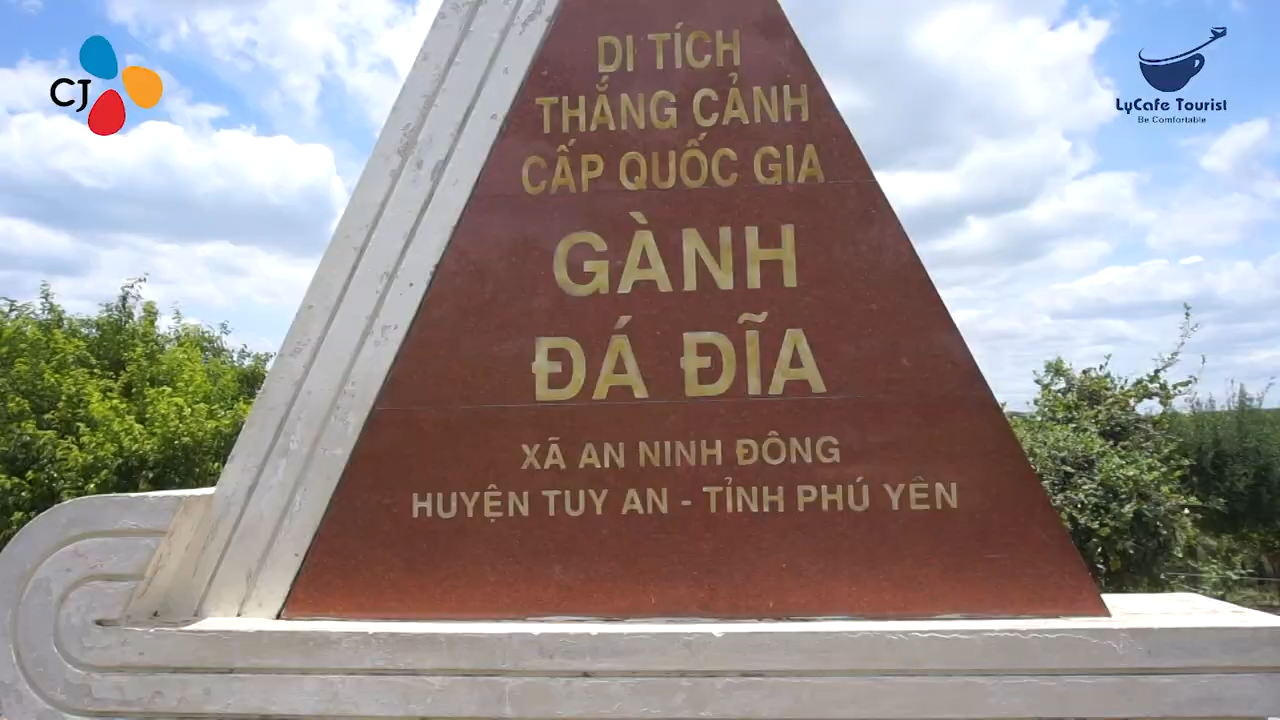 CJ
LyCafe Tourist
Be Comfortable
DI TÍCH
THẮNG CẢNH
CẤP QUỐC GIA
GÀNH
ĐÁ ĐĨA
XÃ AN NINH ĐÔNG
HUYỆN TUY AN - TỈNH PHÚ YÊN